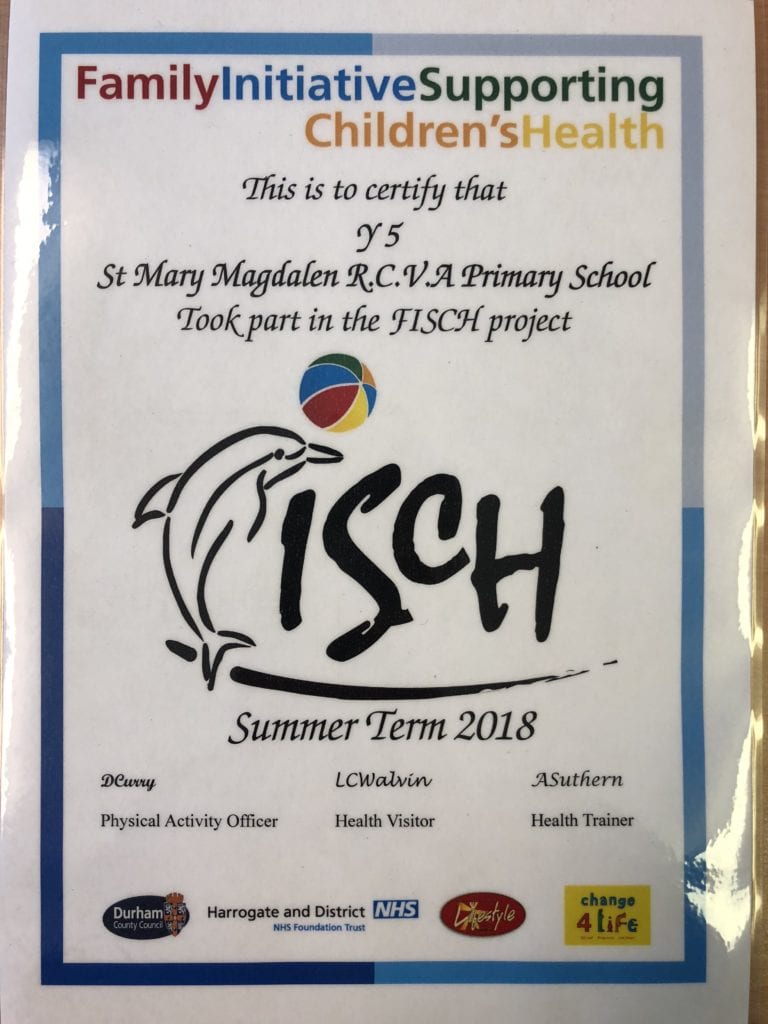 FamilyInitiativeSupporting
Children'sHealth
This is to certify that
Y 5
St Mary Magdalen R.C.V.A Primary School
Took part in the FISCH project
ISCH
Summer Term 2018
DCurry LCWalvin ASuthern
Physical Activity Officer Health Visitor Health Trainer
Durham
County Council
Harrogate and District NHS
NHS Foundation Trust
Lifestyle
change
4 LiFE